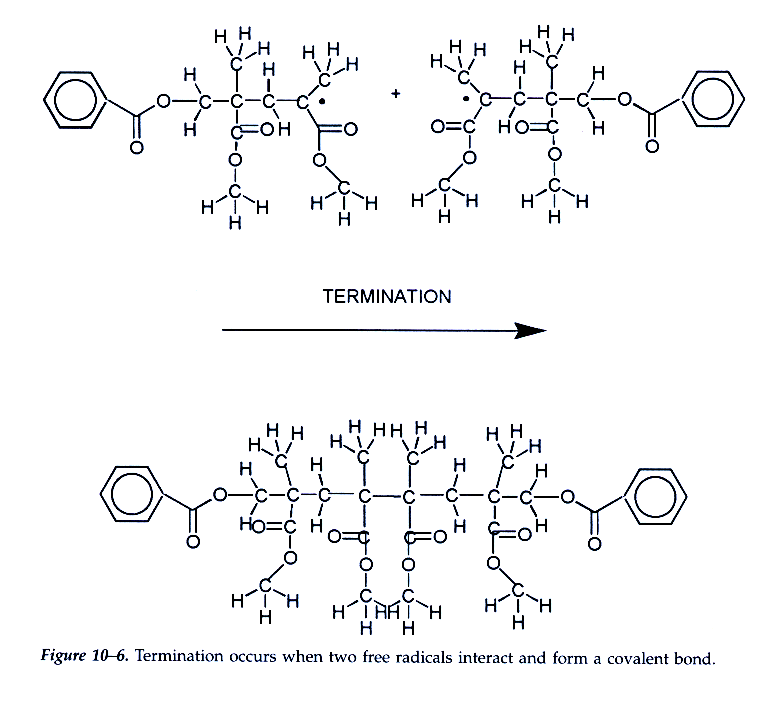 H H H H H H H H H H H H
H C H C H H C H C H
O C C C C • + • C C C C O
H C O H C O O C H O C H
O O O O O O
C C C C
H H H H H H H H
H H H H
TERMINATION
H H H H H H H H H H H H
H C H C C H C H
O C C C C C C C C O
H O C H O C C O H C O H
O O O O O O
C C C C
H H H H H H H H
H H H H
Figure 10–6. Termination occurs when two free radicals interact and form a covalent bond.